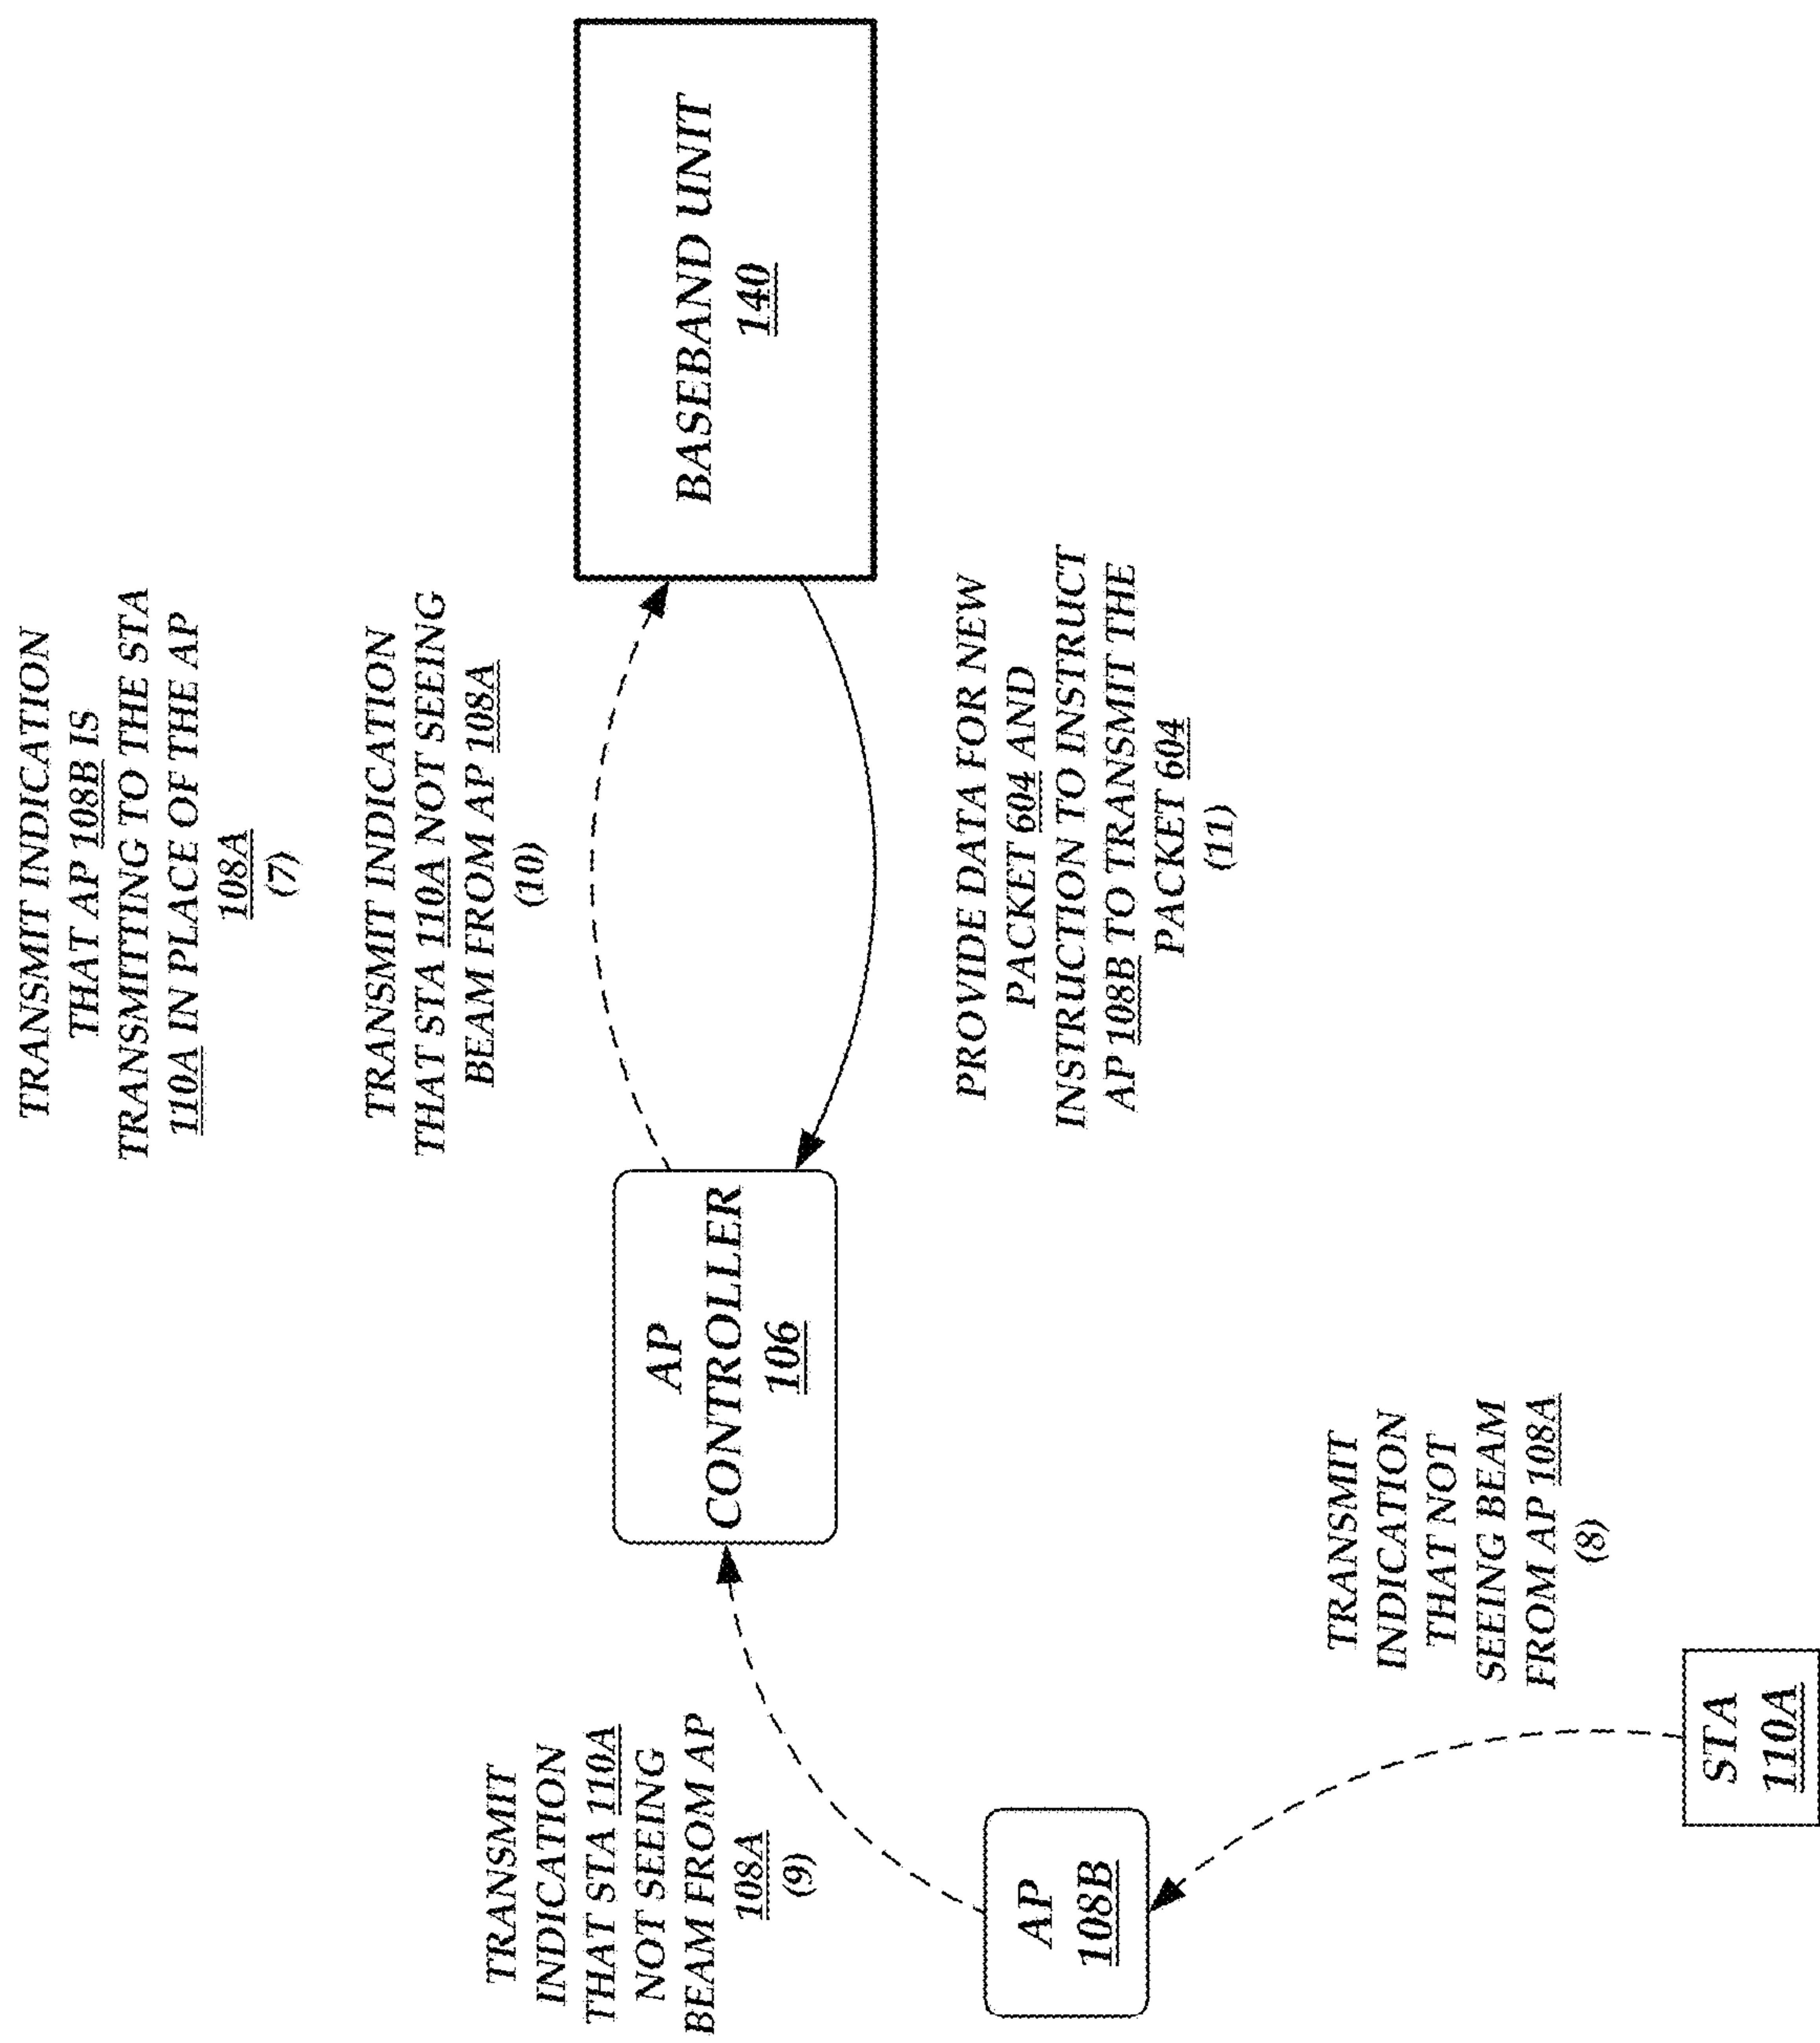 TRANSMIT INDICATION
THAT AP 108B IS
TRANSMITTING TO THE STA
110A IN PLACE OF THE AP
108A
(7)
TRANSMIT INDICATION
THAT STA 110A NOT SEEING
BEAM FROM AP 108A
(10)
TRANSMIT
INDICATION
THAT STA 110A
NOT SEEING
BEAM FROM AP
108A
(9)
AP
CONTROLLER
106
BASEBAND UNIT
140
PROVIDE DATA FOR NEW
PACKET 604 AND
INSTRUCTION TO INSTRUCT
AP 108B TO TRANSMIT THE
PACKET 604
(11)
AP
108B
TRANSMIT
INDICATION
THAT NOT
SEEING BEAM
FROM AP 108A
(8)
STA
110A